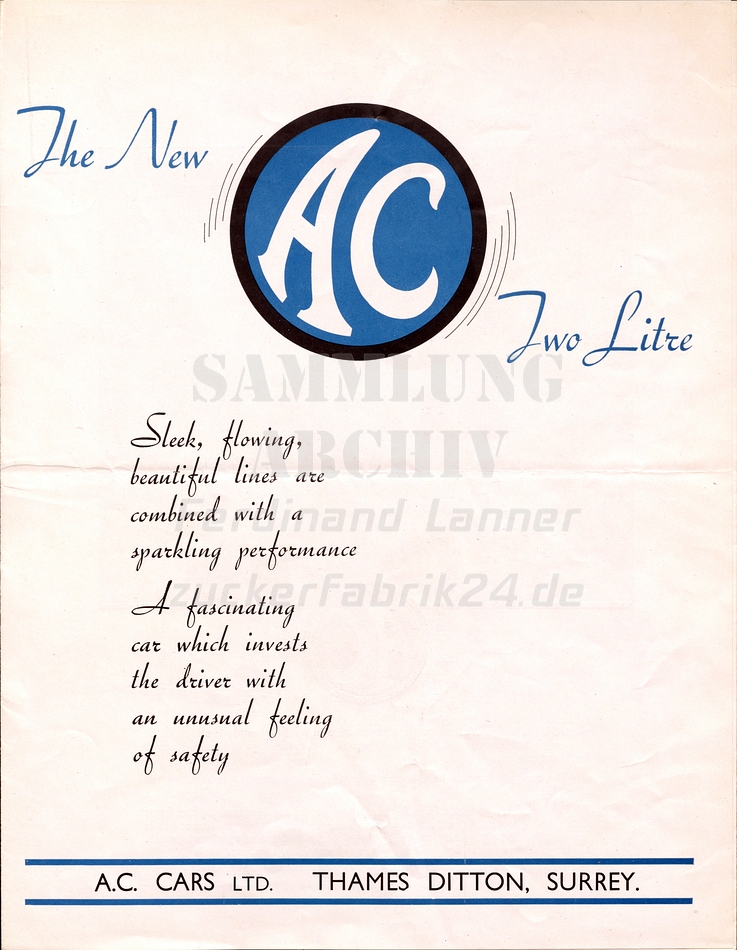 The New
AC
Two Litre
SAMMLUNG
ARCHIV
Ferdinand Lanner
zuckerfabrik24.de
Sleek, flowing,
beautiful lines are
combined with a
sparkling performance
A fascinating
car which invests
the driver with
an unusual feeling
of safety
A.C. CARS LTD. THAMES DITTON, SURREY.